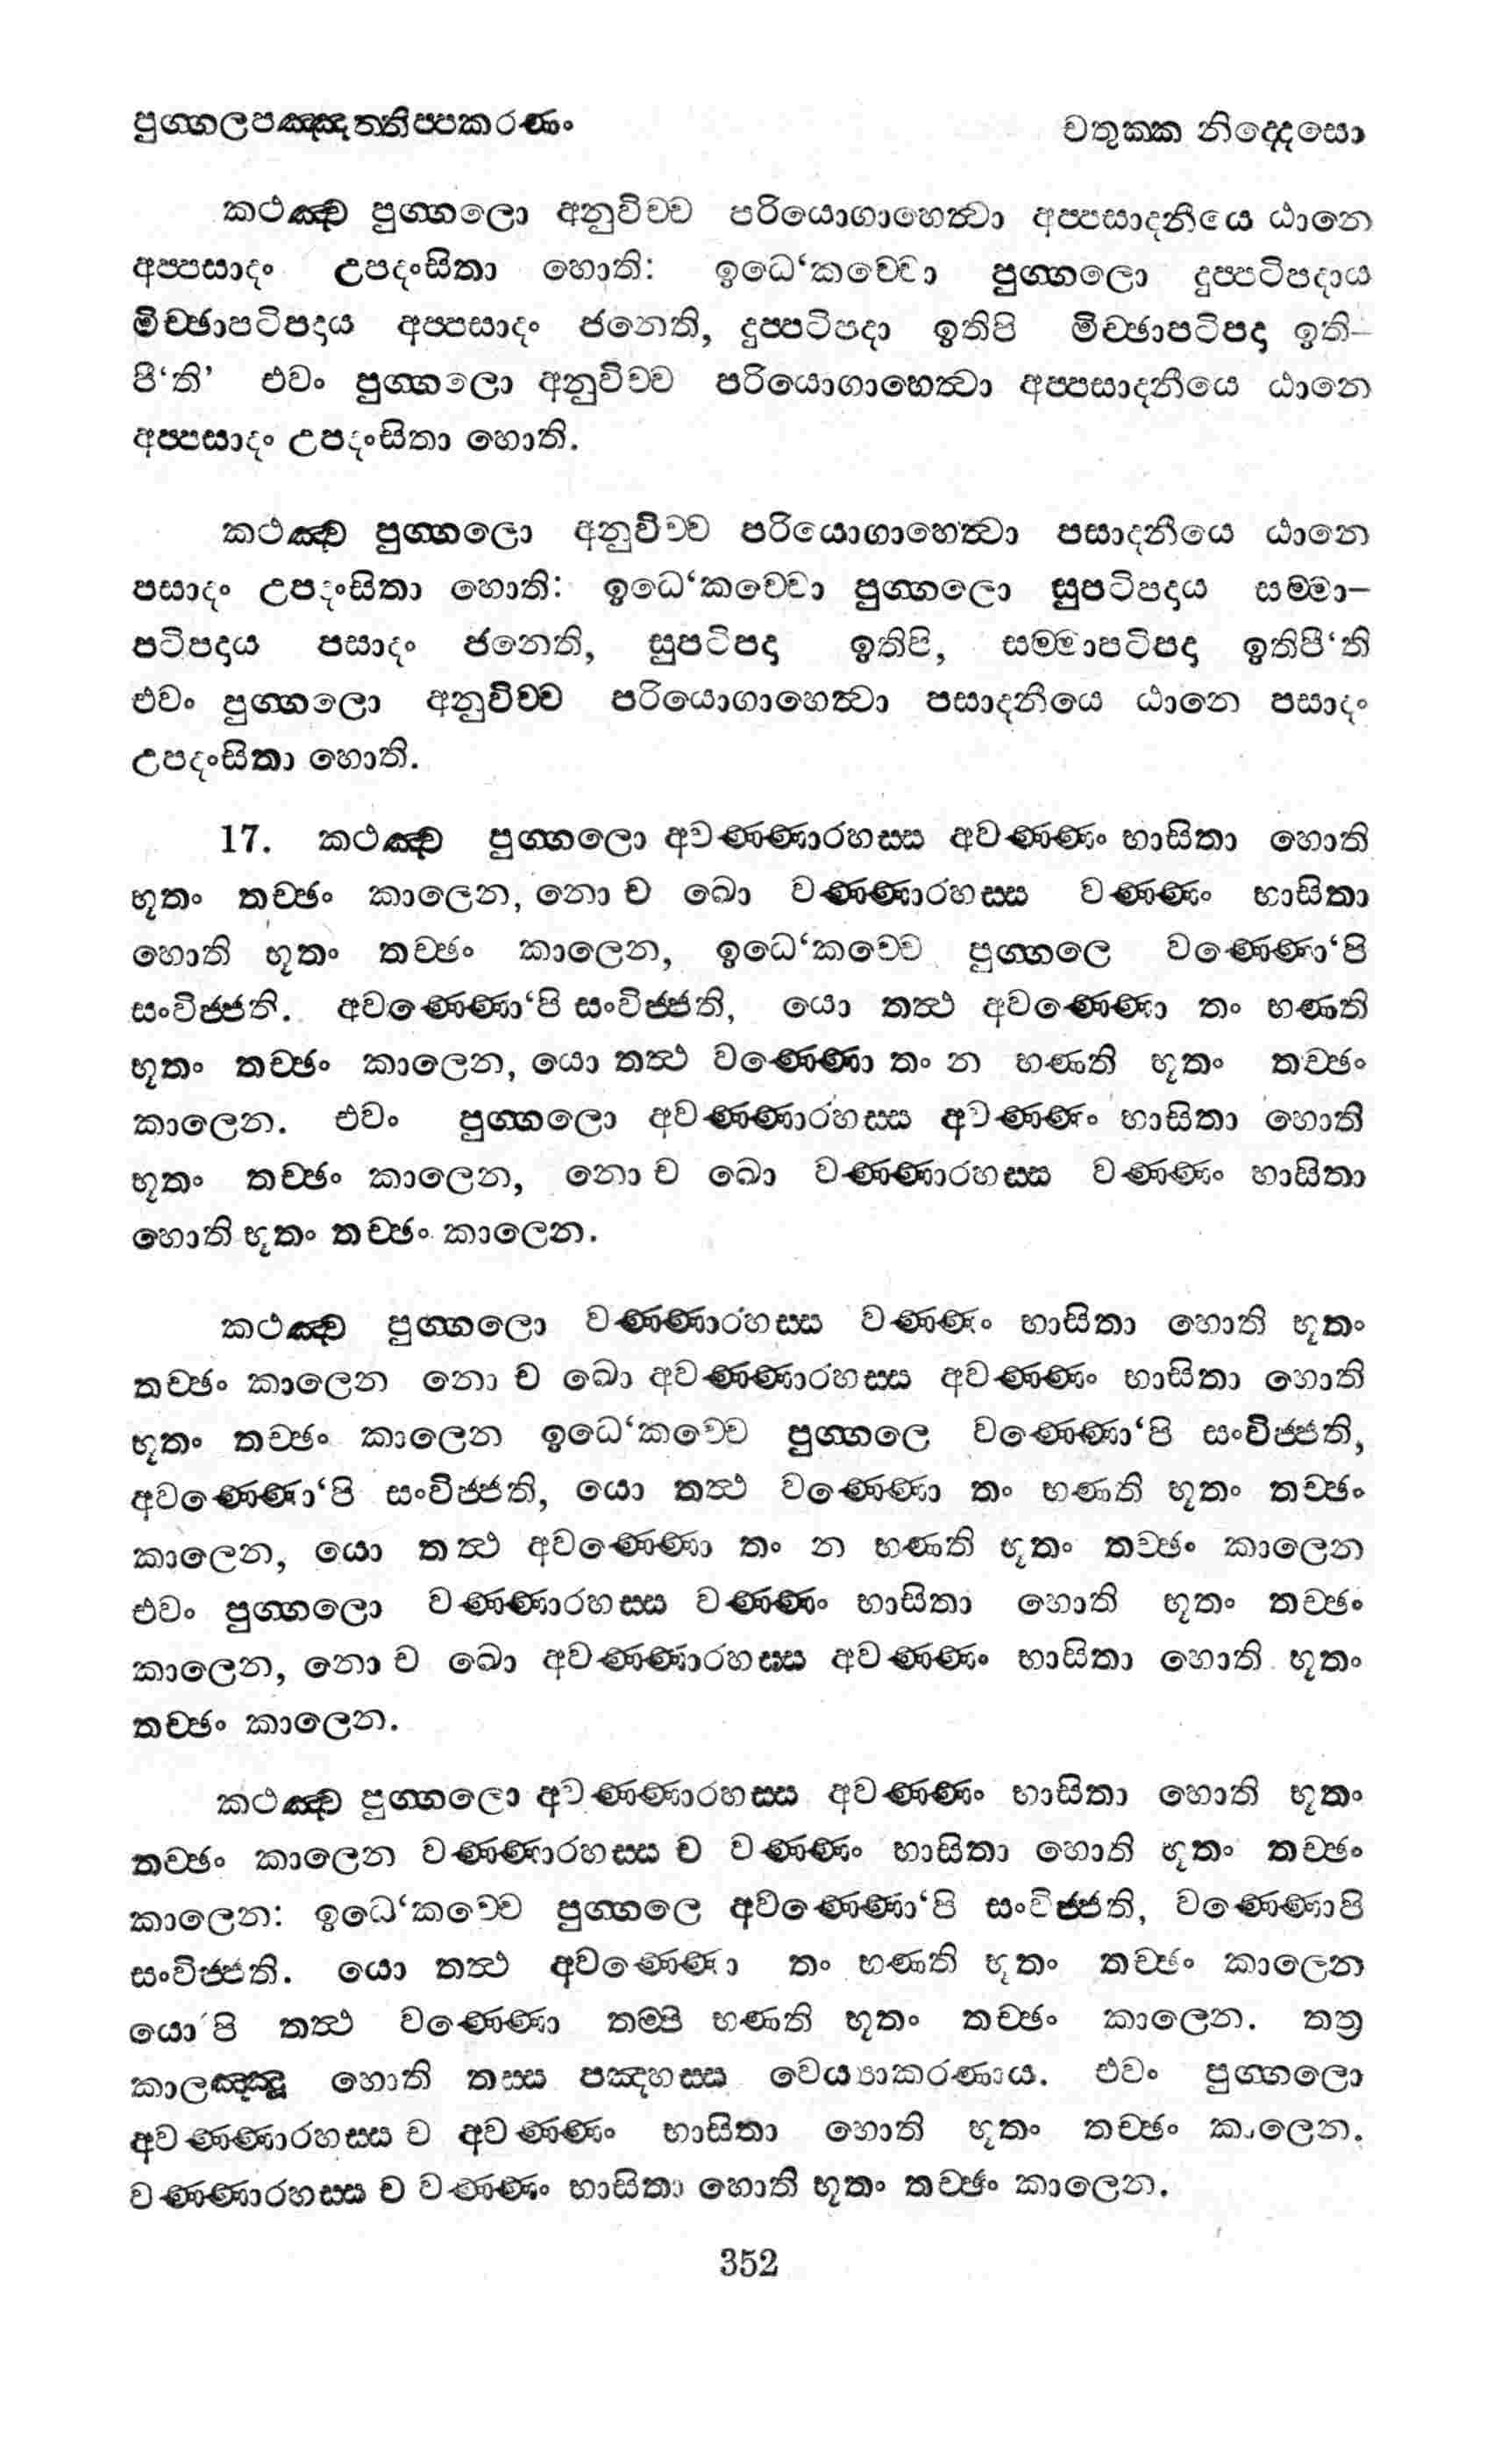 පුග්ගලපඤ්ඤත්තිප්පකරණං
චතුක්ක නිද්දෙසො
කථඤ්ච පුග්ගලො අනුවිච්ච පරියොගාහෙත්වා අප්පසාදනීයෙ ඨානෙ
අප්පසාදං උපදංසිතා හොති: ඉධෙ‘කච්චො පුග්ගලො දුප්පටිපදාය
මිච්ඡාපටිපදාය අප්පසාදං ජනෙති, දුප්පටිපදා ඉතිපි මිච්ඡාපටිපදා ඉති-
පී‘ති’ එවං පුග්ගලො අනුවිච්ච පරියොගාහෙත්වා අප්පසාදනීයෙ ඨානෙ
අප්පසාදං උපදංසිතා හොති.
කථඤ්ච පුග්ගලො අනුවිච්ච පරියොගාහෙත්වා පසාදනීයෙ ඨානෙ
පසාදං උපදංසිතා හොති: ඉධෙ‘කච්චො පුග්ගලො සුපටිපදාය සම්මා-
පටිපදාය පසාදං ජනෙති, සුපටිපදා ඉතිපි, සම්මාපටිපදා ඉතිපී‘ති
එවං පුග්ගලො අනුවිච්ච පරියොගාහෙත්වා පසාදනීයෙ ඨානෙ පසාදං
උපදංසිතා හොති.
17. කථඤ්ච පුග්ගලො අවණ්ණාරහස්ස අවණ්ණං භාසිතා හොති
භූතං තච්ඡං කාලෙන, නො ච ඛො වණ්ණාරහස්ස වණ්ණං භාසිතා
හොති භූතං තච්ඡං කාලෙන, ඉධෙ‘කච්චෙ පුග්ගලෙ වණ්ණො‘පි
සංවිජ්ජති. අවණ්ණො‘පි සංවිජ්ජති, යො තත්ථ අවණ්ණො තං භණති
භූතං තච්ඡං කාලෙන, යො තත්ථ වණ්ණො තං න භණති භූතං තච්ඡං
කාලෙන. එවං පුග්ගලො අවණ්ණාරහස්ස අවණ්ණං භාසිතා හොති
භූතං තච්ඡං කාලෙන, නො ච ඛො වණ්ණාරහස්ස වණ්ණං භාසිතා
හොති භූතං තච්ඡං කාලෙන.
කථඤ්ච පුග්ගලො වණ්ණාරහස්ස වණ්ණං භාසිතා හොති භූතං
තච්ඡං කාලෙන නො ච ඛො අවණ්ණාරහස්ස අවණ්ණං භාසිතා හොති
භූතං තච්ඡං කාලෙන ඉධෙ‘කච්චෙ පුග්ගලෙ වණ්ණො‘පි සංවිජ්ජති,
අවණ්ණො‘පි සංවිජ්ජති, යො තත්ථ වණ්ණො තං භණති භූතං තච්ඡං
කාලෙන, යො තත්ථ අවණ්ණො තං න භණති භූතං තච්ඡං කාලෙන
එවං පුග්ගලො වණ්ණාරහස්ස වණ්ණං භාසිතා හොති භූතං තච්ඡං
කාලෙන, නො ච ඛො අවණ්ණාරහස්ස අවණ්ණං භාසිතා හොති භූතං
තච්ඡං කාලෙන.
කථඤ්ච පුග්ගලො අවණ්ණාරහස්ස අවණ්ණං භාසිතා හොති භූතං
තච්ඡං කාලෙන වණ්ණාරහස්ස ච වණ්ණං භාසිතා හොති භූතං තච්ඡං
කාලෙන: ඉධෙ‘කච්චෙ පුග්ගලෙ අවණ්ණො‘පි සංවිජ්ජති, වණ්ණොපි
සංවිජ්ජති. යො තත්ථ අවණ්ණො තං භණති භූතං තච්ඡං කාලෙන
යො‘පි තත්ථ වණ්ණො තම්පි භණති භූතං තච්ඡං කාලෙන. තත්‍ර
කාලඤ්ඤූ හොති තස්ස පඤ්හස්ස වෙය්‍යාකරණාය. එවං පුග්ගලො
අවණ්ණාරහස්ස ච අවණ්ණං භාසිතා හොති භූතං තච්ඡං කාලෙන.
වණ්ණාරහස්ස ච වණ්ණං භාසිතා හොති භූතං තච්ඡං කාලෙන.
352